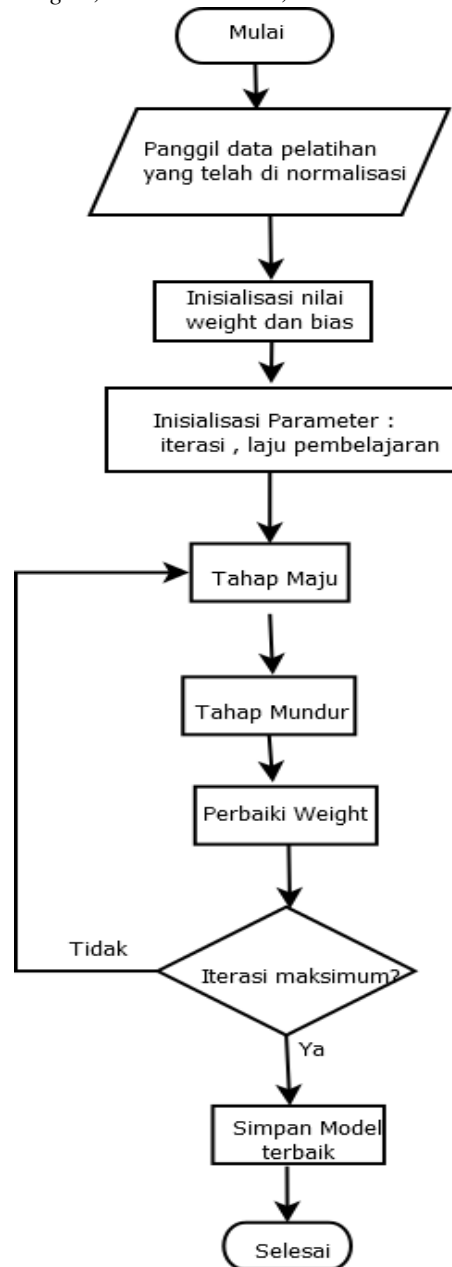 Mulai
Panggil data pelatihan
yang telah di normalisasi
Inisialisasi nilai
weight dan bias
Inisialisasi Parameter :
iterasi , laju pembelajaran
Tahap Maju
Tahap Mundur
Perbaiki Weight
Tidak
Iterasi maksimum?
Ya
Simpan Model
terbaik
Selesai